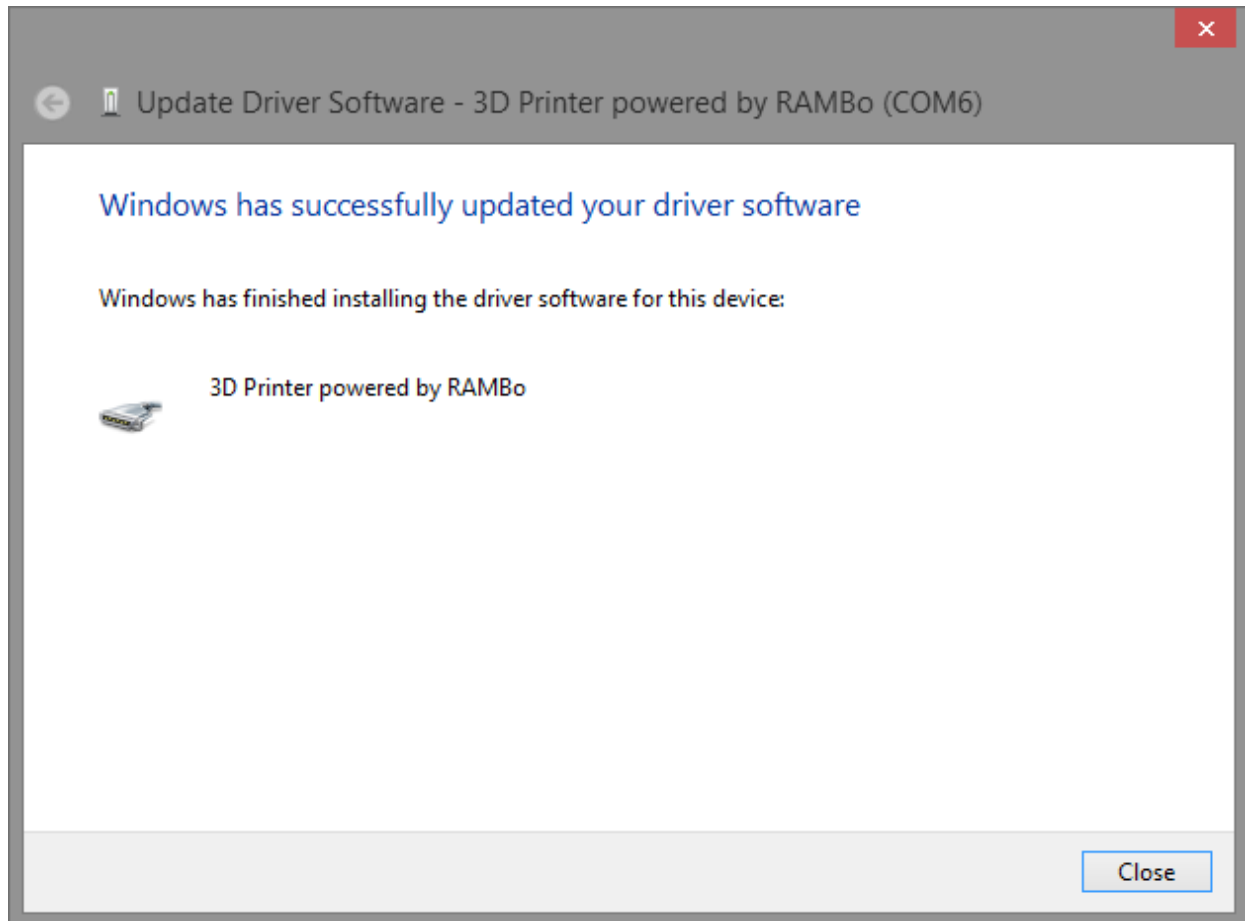 Update Driver Software - 3D Printer powered by RAMBo (COM6)
Windows has successfully updated your driver software
Windows has finished installing the driver software for this device:
3D Printer powered by RAMBo
Close